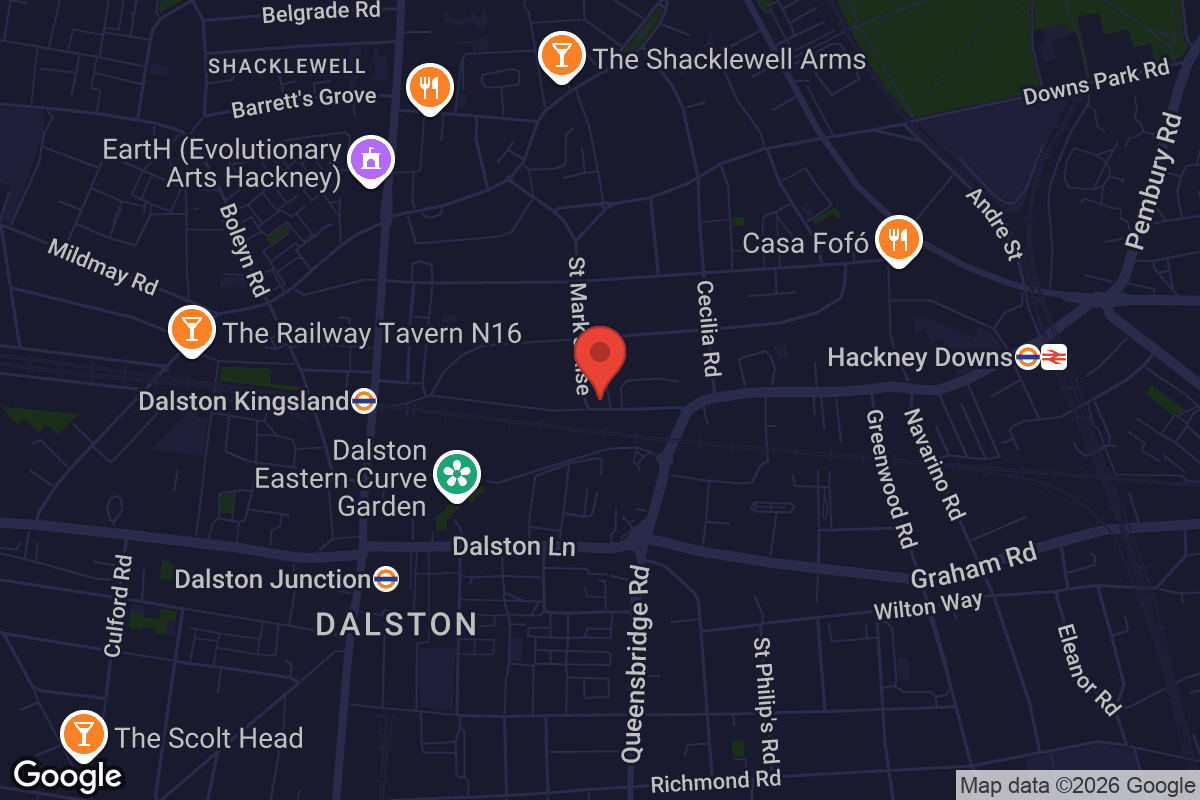 Belgrade Rd
SHACKLEWELL
Barrett's Grove
The Shacklewell Arms
Downs Park Rd
Pembury Rd
EartH (Evolutionary
Arts Hackney)
Boleyn Rd
Mildmay Rd
Andre St
Casa Fofó
St Mark
ise
Cecilia Rd
The Railway Tavern N16
Hackney Downs
Dalston Kingsland
Dalston
Eastern Curve
Garden
Greenwood Rd
Navarino Rd
Dalston Ln
Graham Rd
Dalston Junction
Wilton Way
Culford Rd
DALSTON
Queensbridge Rd
St Philip's Rd
Eleanor Rd
The Scolt Head
Richmond Rd
Google
Map data ©2026 Google